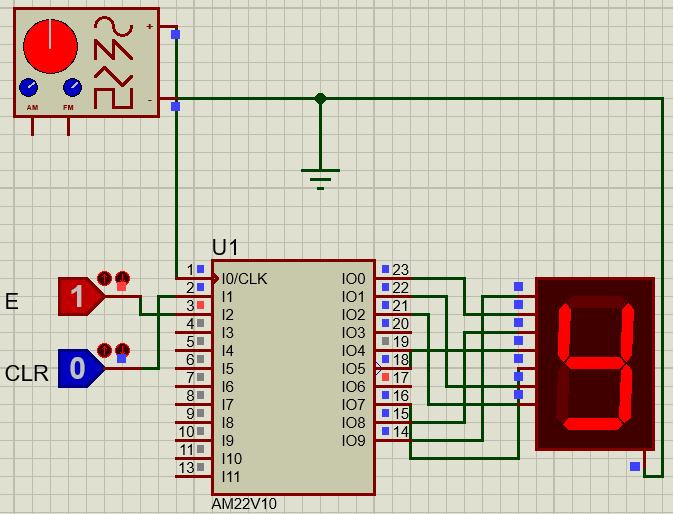 +
-
AM FM
U1
1 I0/CLK IO0 23
2 I1 IO1 22
E 1 3 I2 IO2 21
4 I3 IO3 20
5 I4 IO4 19
CLR 0 6 I5 IO5 18
7 I6 IO6 17
8 I7 IO7 16
9 I8 IO8 15
10 I9 IO9 14
11 I10
13 I11
AM22V10